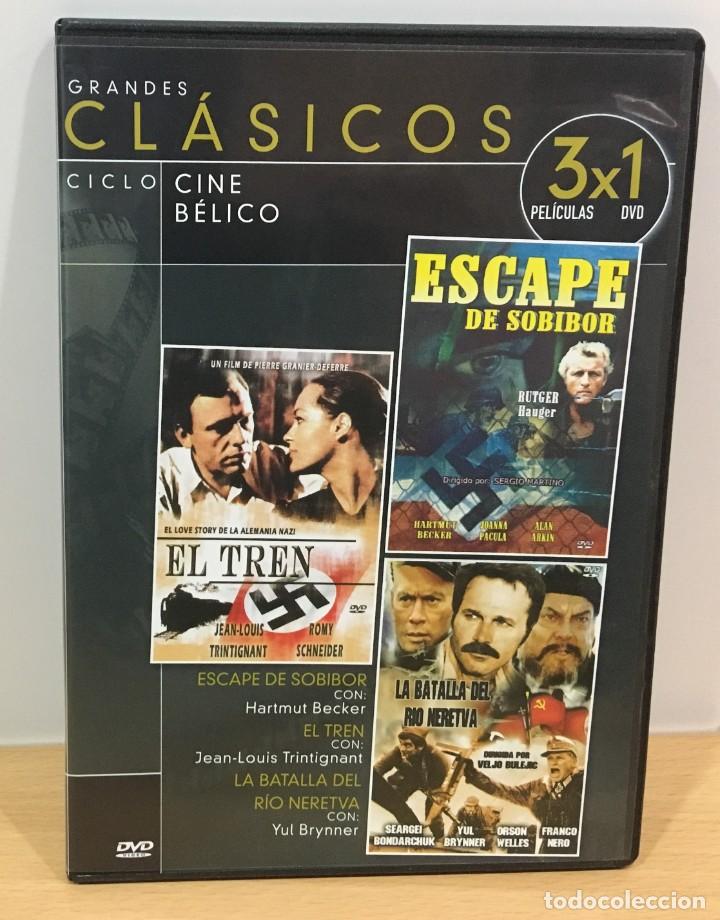 GRANDES
CLÁSICOS
CICLO
CINE
BÉLICO
3x1
PELÍCULAS DVD
ESCAPE
DE SOBIBOR
RUTGER
Hauger
Dirigido por: SERGIO MARTINO
HARTMUT BECKER
JOANNA PACULA
ALAN ARKIN
DVD
UN FILM DE PIERRE GRANIER-DEFERRE
EL LOVE STORY DE LA ALEMANIA NAZI
EL TREN
DVD
JEAN-LOUIS TRINTIGNANT
ROMY SCHNEIDER
DVD
LA BATALLA DEL
RIO NERETVA
DIRIGIDA POR
VELJO BULEJIC
SEARGEI BONDARCHUK
YUL BRYNNER
ORSON WELLES
FRANCO NERO
ESCAPE DE SOBIBOR
CON:
Hartmut Becker
EL TREN
CON:
Jean-Louis Trintignant
LA BATALLA DEL
RÍO NERETVA
CON:
Yul Brynner
DVD
VIDEO
todocoleccion